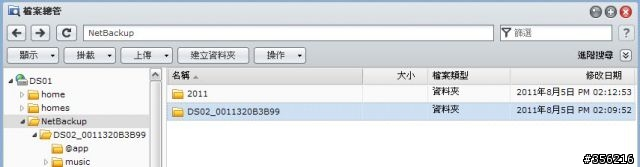 檔案總管
NetBackup
篩選
顯示 掛載 上傳 建立資料夾 操作 進階搜尋
DS01
home
homes
NetBackup
DS02_0011320B3B99
@app
music
名稱 大小 檔案類型 修改日期
2011 資料夾 2011年8月5日 PM 02:12:53
DS02_0011320B3B99 資料夾 2011年8月5日 PM 02:09:52
#356216